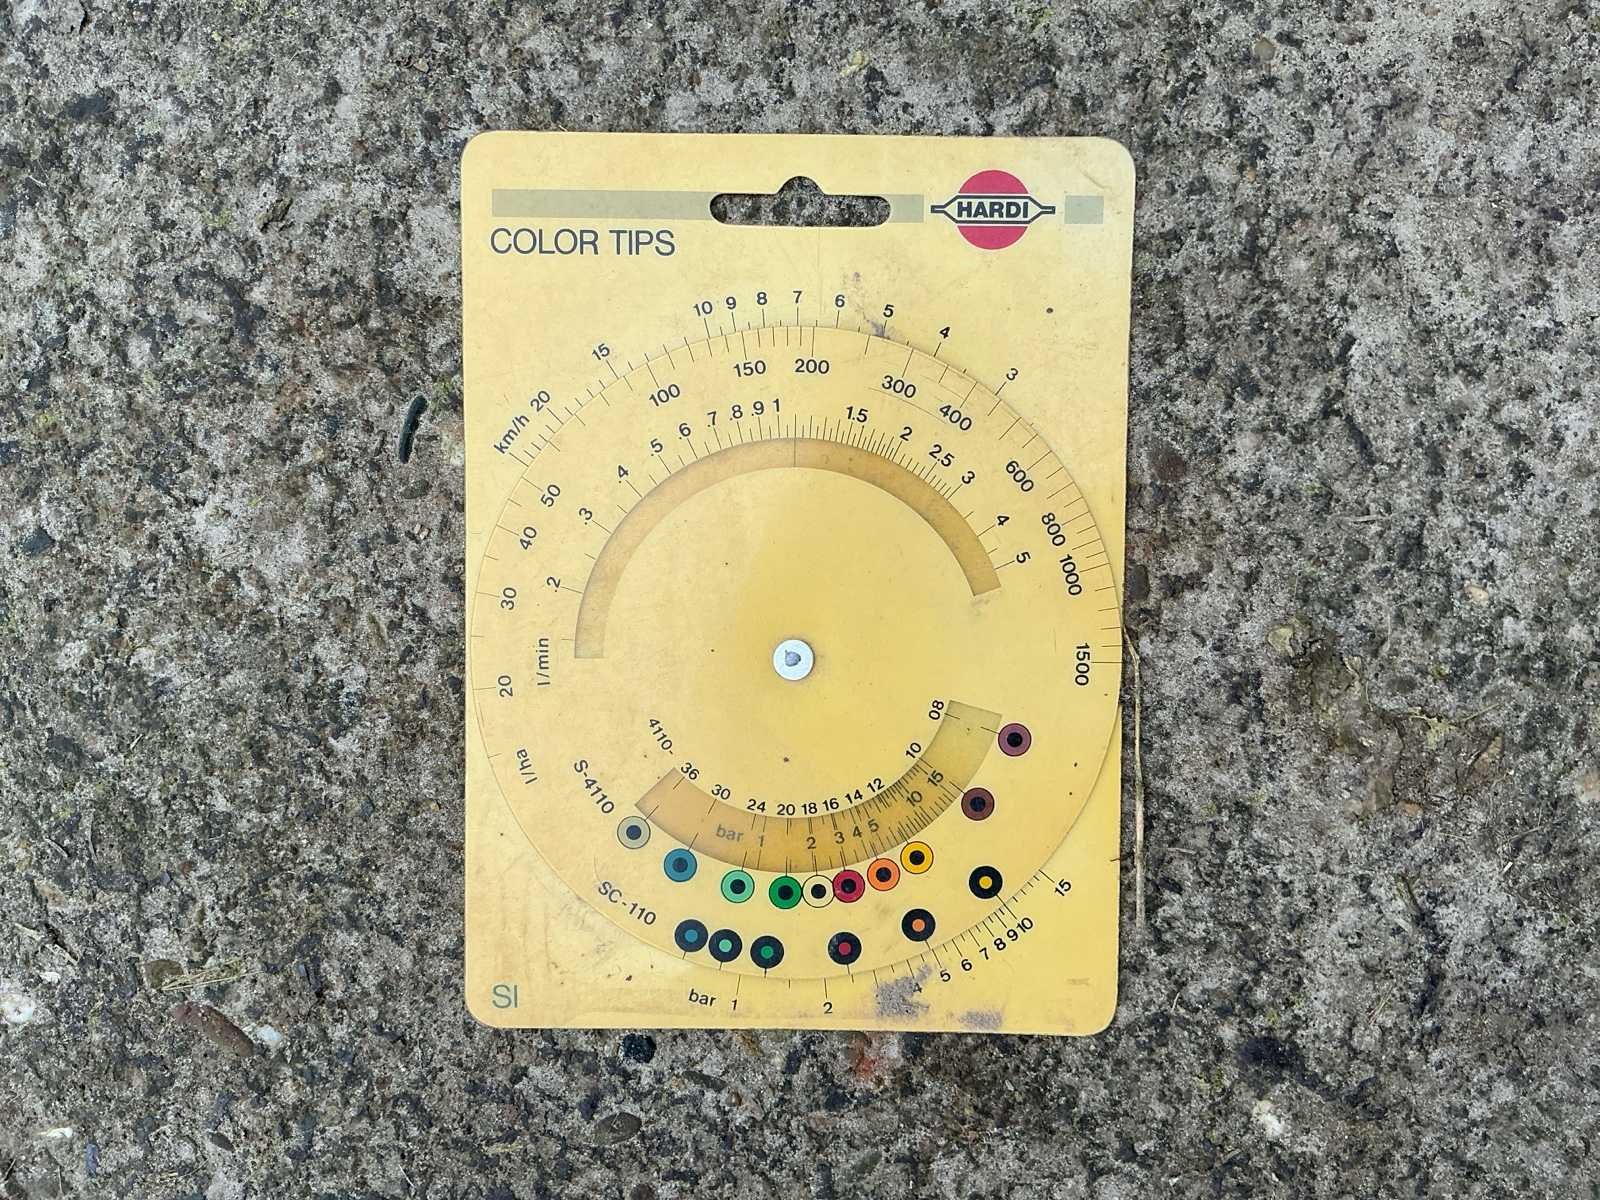 HARDI
COLOR TIPS
km/h 20 15 10 9 8 7 6 5 4 3
l/ha 20 30 40 50 100 150 200 300 400 600 800 1000 1500
l/min .2 .3 .4 .5 .6 .7 .8 .9 1 1.5 2 2.5 3 4 5
4110- 36 30 24 20 18 16 14 12 10 08
bar 1 2 3 4 5 10 15
S-4110
SC-110
bar 1 2 4 5 6 7 8 9 10 15
SI